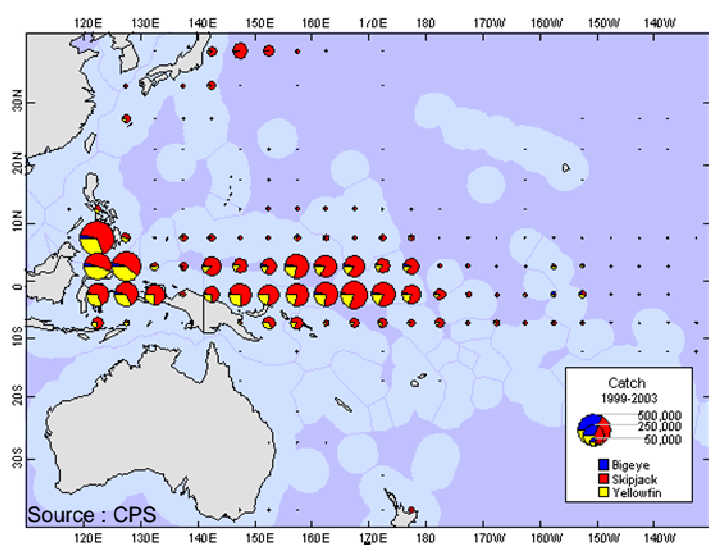 120E 130E 140E 150E 160E 170E 180 170W 160W 150W 140W
30N
20N
10N
0
10S
20S
30S
Catch
1999-2003
500,000
250,000
50,000
Bigeye
Skipjack
Yellowfin
Source : CPS
120E 130E 140E 150E 160E 170E 180 170W 160W 150W 140W